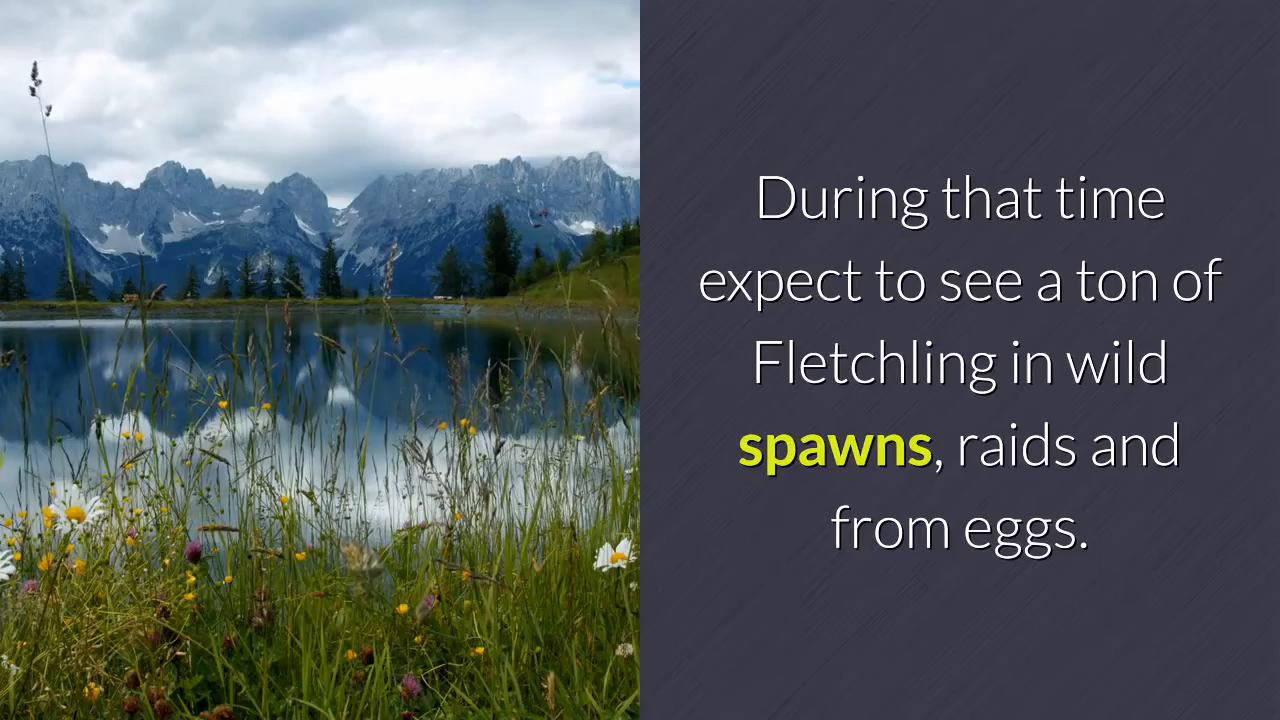 During that time
expect to see a ton of
Fletchling in wild
spawns, raids and
from eggs.